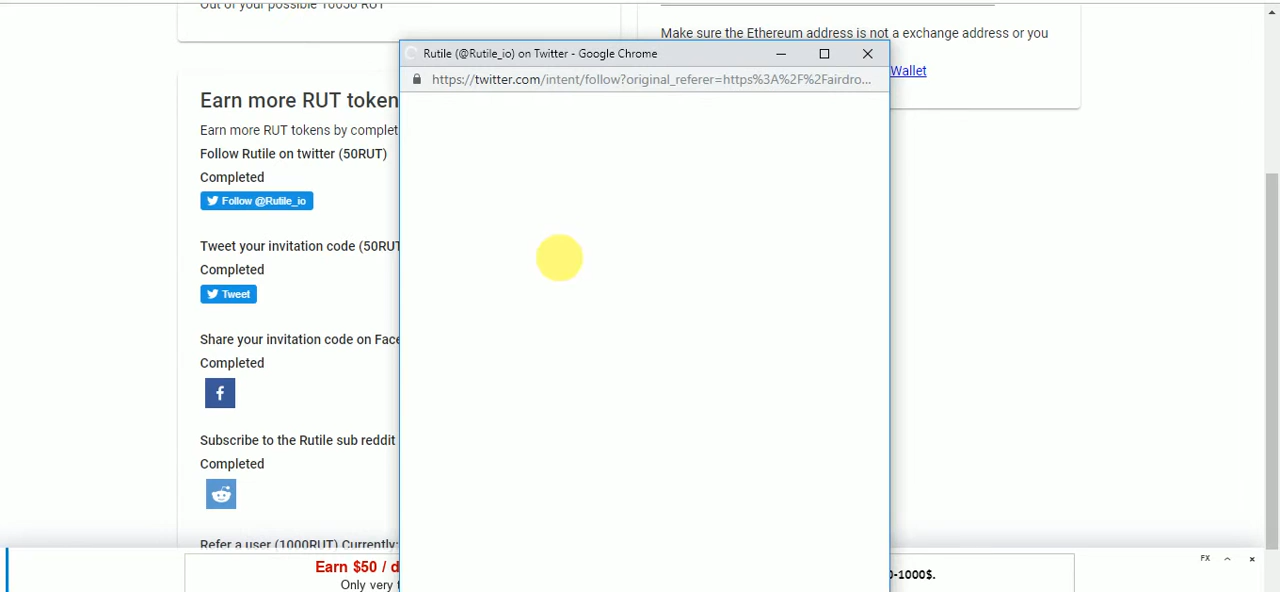 Out of your possible 10050 RUT
Make sure the Ethereum address is not a exchange address or you
Wallet
Rutile (@Rutile_io) on Twitter - Google Chrome
https://twitter.com/intent/follow?original_referer=https%3A%2F%2Fairdro...
Earn more RUT token
Earn more RUT tokens by complet
Follow Rutile on twitter (50RUT)
Completed
Follow @Rutile_io
Tweet your invitation code (50RUT
Completed
Tweet
Share your invitation code on Face
Completed
f
Subscribe to the Rutile sub reddit
Completed
Refer a user (1000RUT) Currently:
FX
Earn $50 / d
Only very f
0-1000$.